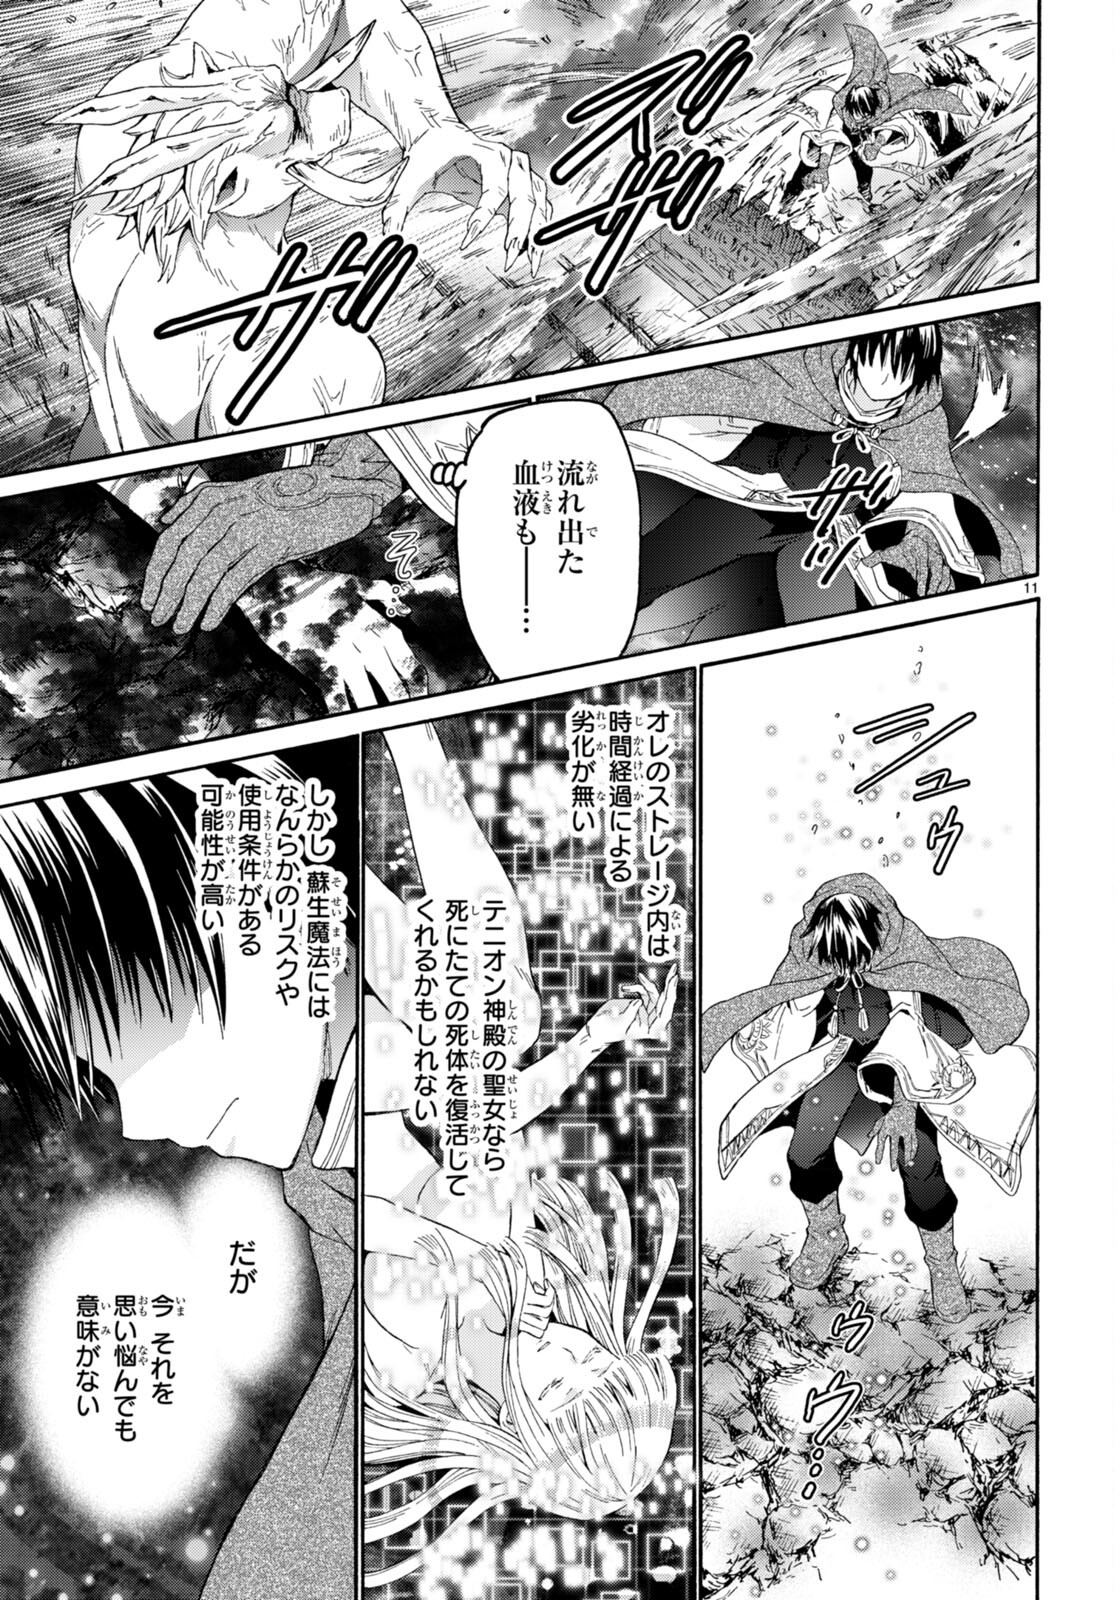 ズザザザ
流れ出た
血液も――…
そ…
11
シュウウウ…
オレのストレージ内は
時間経過による
劣化が無い
テニオン神殿の聖女なら
死にたての死体を復活して
くれるかもしれない
しかし 蘇生魔法には
なんらかのリスクや
使用条件がある
可能性が高い
だが
今 それを
思い悩んでも
意味がない